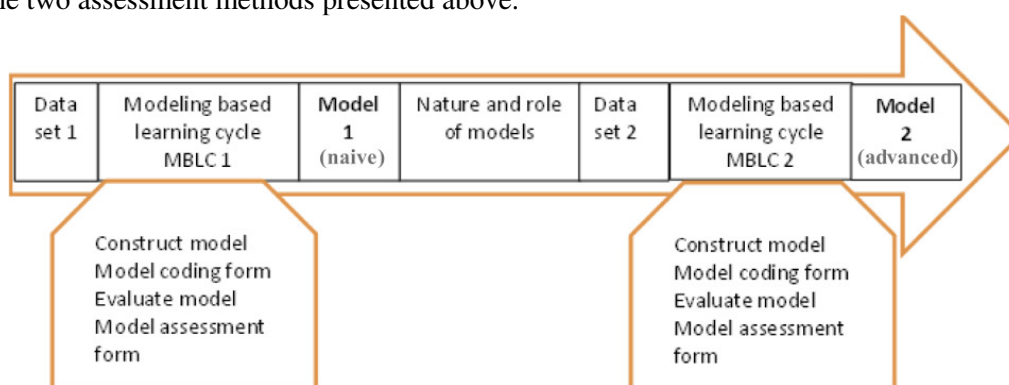 he two assessment methods presented above.
Data
set 1
Modeling based
learning cycle
MBLC 1
Model
1
(naive)
Nature and role
of models
Data
set 2
Modeling based
learning cycle
MBLC 2
Model
2
(advanced)
Construct model
Model coding form
Evaluate model
Model assessment
form
Construct model
Model coding form
Evaluate model
Model assessment
form